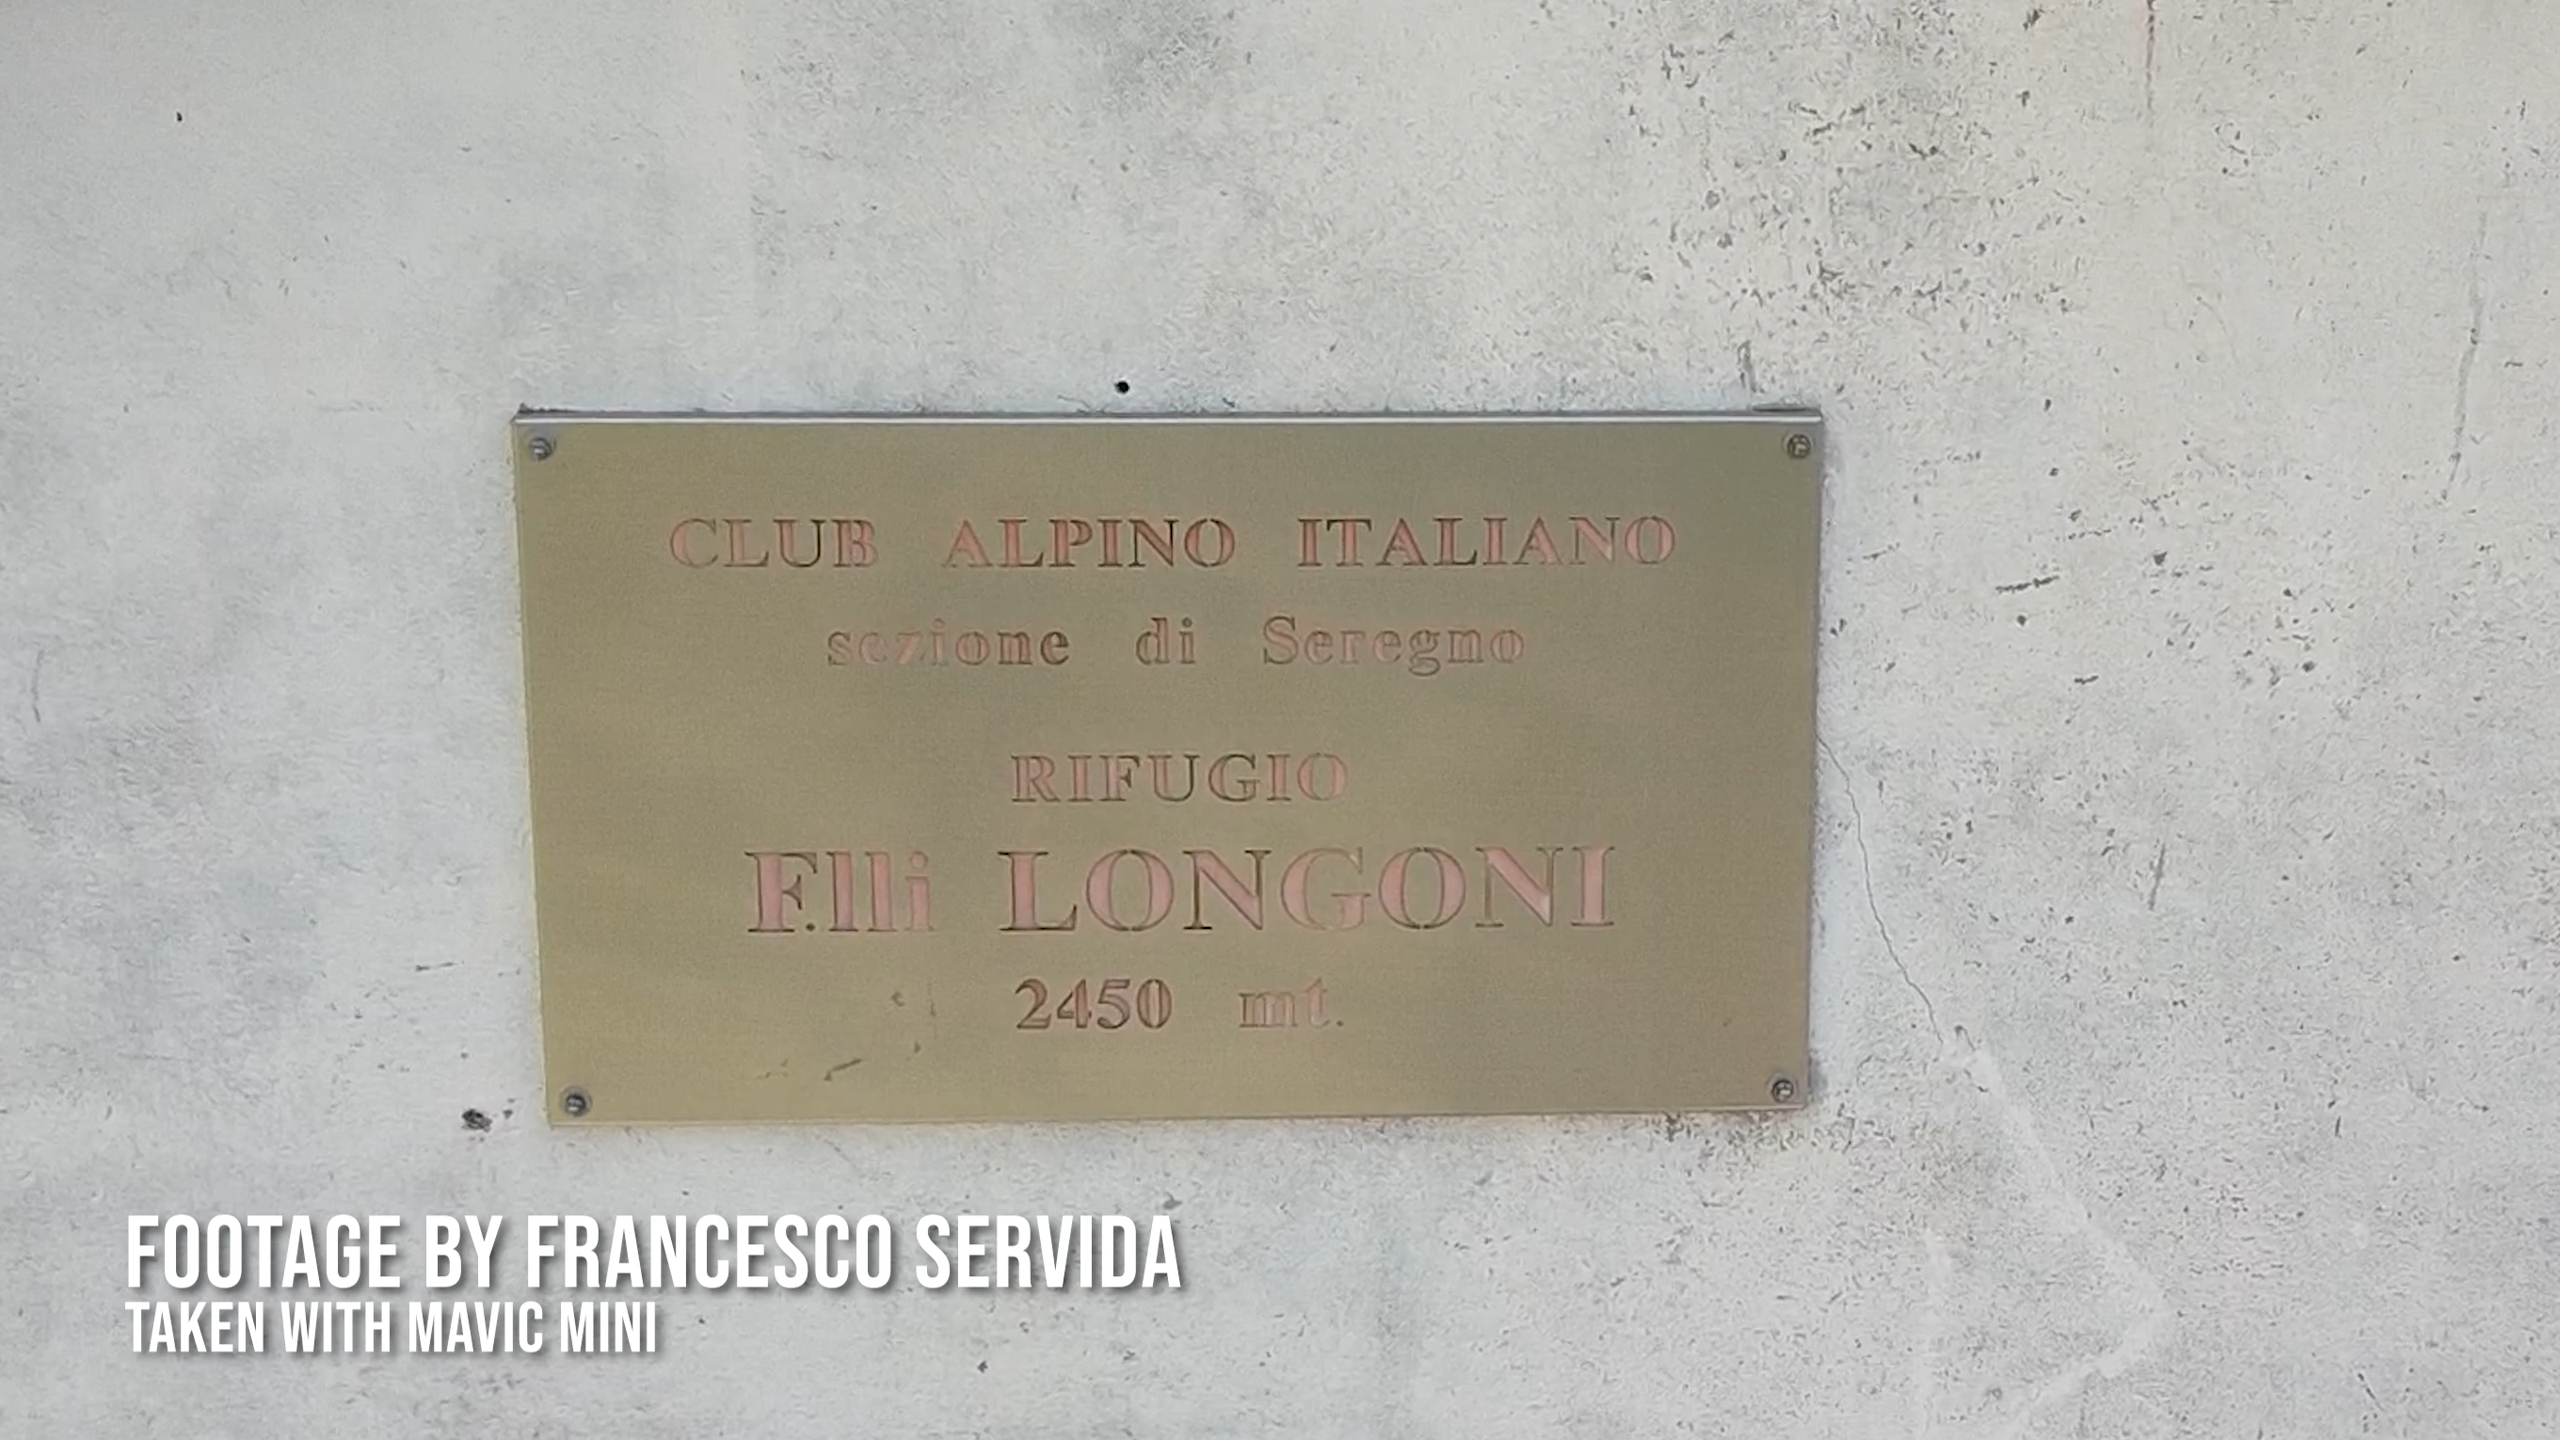 CLUB ALPINO ITALIANO
sezione di Seregno
RIFUGIO
F.lli LONGONI
2450 mt.
FOOTAGE BY FRANCESCO SERVIDA
TAKEN WITH MAVIC MINI